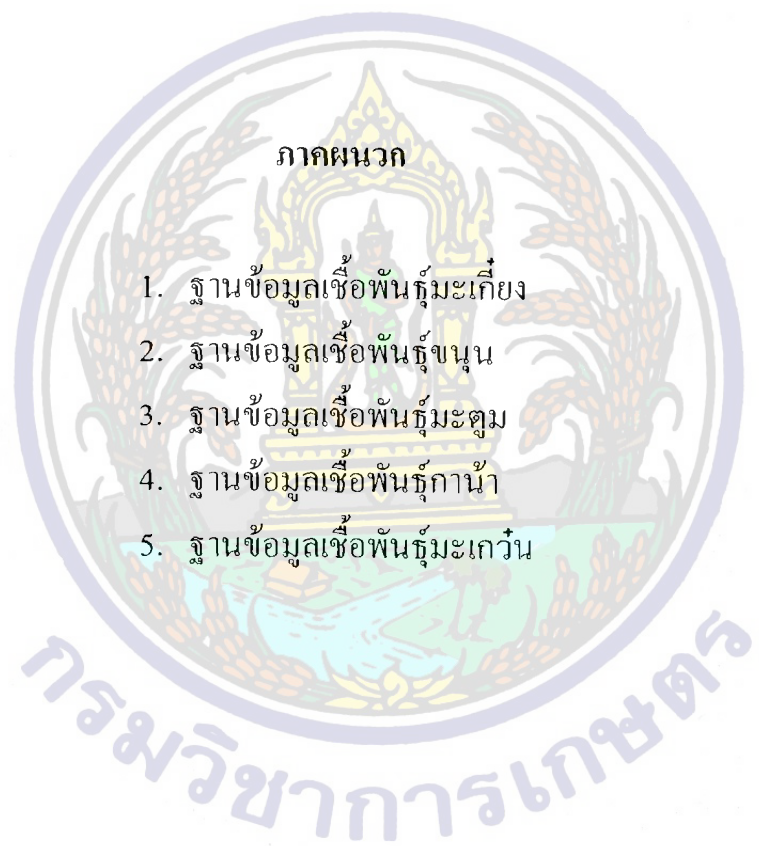 ภาคผนวก
1. ฐานข้อมูลเชื้อพันธุ์มะเกี๋ยง
2. ฐานข้อมูลเชื้อพันธุ์ขนุน
3. ฐานข้อมูลเชื้อพันธุ์มะตูม
4. ฐานข้อมูลเชื้อพันธุ์กาน้า
5. ฐานข้อมูลเชื้อพันธุ์มะเกว๋น
กรมวิชาการเกษตร